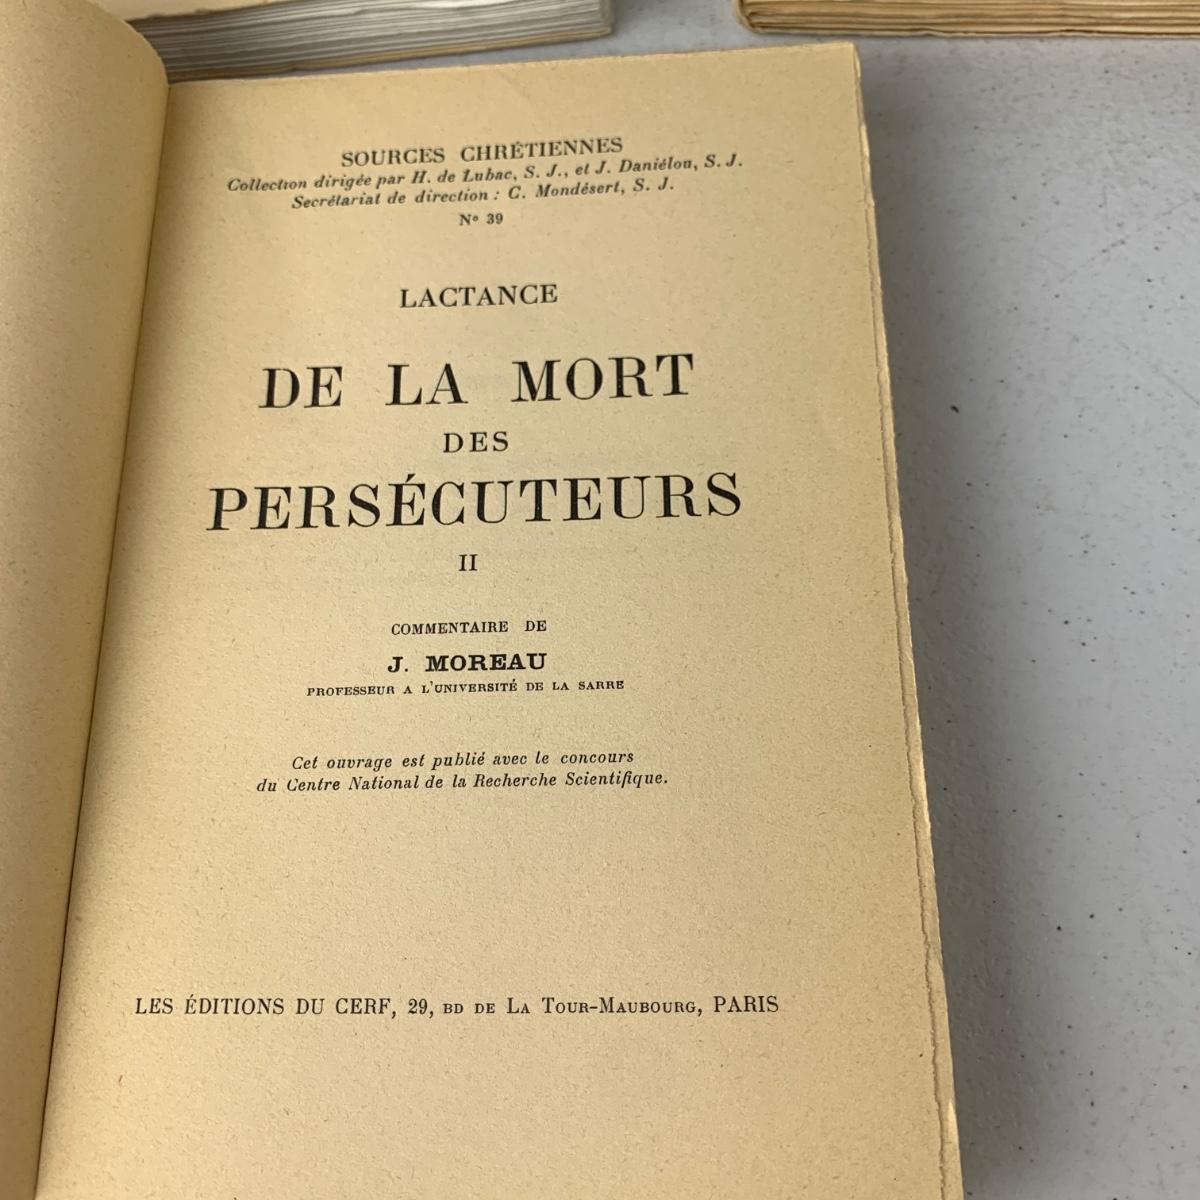 SOURCES CHRÉTIENNES
Collection dirigée par H. de Lubac, S. J., et J. Daniélou, S. J.
Secrétariat de direction : C. Mondésert, S. J.
Nº 39
LACTANCE
DE LA MORT
DES
PERSÉCUTEURS
II
COMMENTAIRE DE
J. MOREAU
PROFESSEUR A L'UNIVERSITÉ DE LA SARRE
Cet ouvrage est publié avec le concours
du Centre National de la Recherche Scientifique.
LES ÉDITIONS DU CERF, 29, BD DE LA TOUR-MAUBOURG, PARIS